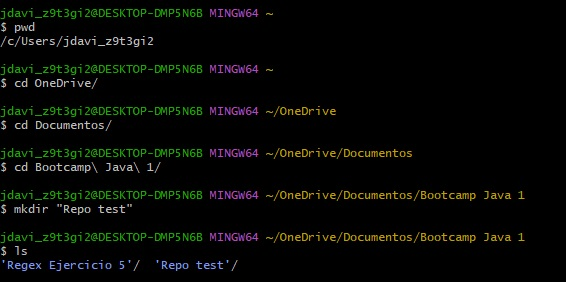 jdavi_z9t3gi2@DESKTOP-DMP5N6B MINGW64 ~
$ pwd
/c/Users/jdavi_z9t3gi2
jdavi_z9t3gi2@DESKTOP-DMP5N6B MINGW64 ~
$ cd OneDrive/
jdavi_z9t3gi2@DESKTOP-DMP5N6B MINGW64 ~/OneDrive
$ cd Documentos/
jdavi_z9t3gi2@DESKTOP-DMP5N6B MINGW64 ~/OneDrive/Documentos
$ cd Bootcamp\ Java\ 1/
jdavi_z9t3gi2@DESKTOP-DMP5N6B MINGW64 ~/OneDrive/Documentos/Bootcamp Java 1
$ mkdir "Repo test"
jdavi_z9t3gi2@DESKTOP-DMP5N6B MINGW64 ~/OneDrive/Documentos/Bootcamp Java 1
$ ls
'Regex Ejercicio 5'/  'Repo test'/